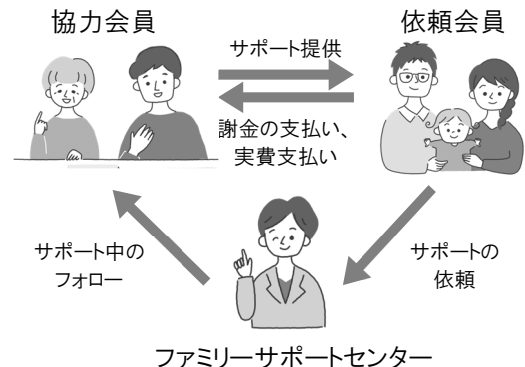 協力会員
依頼会員
サポート提供
謝金の支払い、
実費支払い
サポート中の
フォロー
サポートの
依頼
ファミリーサポートセンター